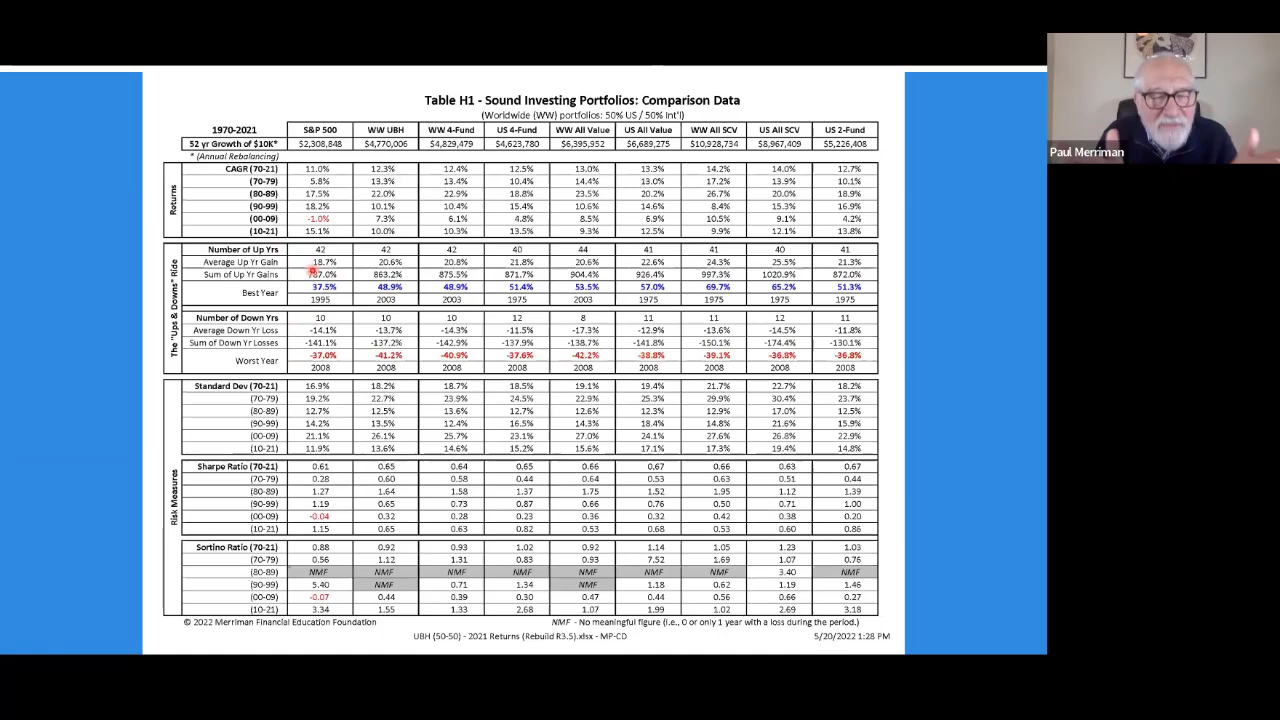 Table H1 - Sound Investing Portfolios: Comparison Data
(Worldwide (WW) portfolios: 50% US / 50% Int'l)
1970-2021 S&P 500 WW UBH WW 4-Fund US 4-Fund WW All Value US All Value WW All SCV US All SCV US 2-Fund
52 yr Growth of $10K* $2,308,848 $4,770,006 $4,829,479 $4,623,780 $6,395,952 $6,689,275 $10,928,734 $8,967,409 $5,226,408
* (Annual Rebalancing)
Returns
CAGR (70-21) 11.0% 12.3% 12.4% 12.5% 13.0% 13.3% 14.2% 14.0% 12.7%
(70-79) 5.8% 13.3% 13.4% 10.4% 14.4% 13.0% 17.2% 13.9% 10.1%
(80-89) 17.5% 22.0% 22.9% 18.8% 23.5% 20.2% 26.7% 20.0% 18.9%
(90-99) 18.2% 10.1% 10.4% 15.4% 10.6% 14.6% 8.4% 15.3% 16.9%
(00-09) -1.0% 7.3% 6.1% 4.8% 8.5% 6.9% 10.5% 9.1% 4.2%
(10-21) 15.1% 10.0% 10.3% 13.5% 9.3% 12.5% 9.9% 12.1% 13.8%
The "Ups & Downs" Ride
Number of Up Yrs 42 42 42 40 44 41 41 40 41
Average Up Yr Gain 18.7% 20.6% 20.8% 21.8% 20.6% 22.6% 24.3% 25.5% 21.3%
Sum of Up Yr Gains 787.0% 863.2% 875.5% 871.7% 904.4% 926.4% 997.3% 1020.9% 872.0%
Best Year 37.5% 48.9% 48.9% 51.4% 53.5% 57.0% 69.7% 65.2% 51.3%
1995 2003 2003 1975 2003 1975 1975 1975 1975
Number of Down Yrs 10 10 10 12 8 11 11 12 11
Average Down Yr Loss -14.1% -13.7% -14.3% -11.5% -17.3% -12.9% -13.6% -14.5% -11.8%
Sum of Down Yr Losses -141.1% -137.2% -142.9% -137.9% -138.7% -141.8% -150.1% -174.4% -130.1%
Worst Year -37.0% -41.2% -40.9% -37.6% -42.2% -38.8% -39.1% -36.8% -36.8%
2008 2008 2008 2008 2008 2008 2008 2008 2008
Risk Measures
Standard Dev (70-21) 16.9% 18.2% 18.7% 18.5% 19.1% 19.4% 21.7% 22.7% 18.2%
(70-79) 19.2% 22.7% 23.9% 24.5% 22.9% 25.3% 29.9% 30.4% 23.7%
(80-89) 12.7% 12.5% 13.6% 12.7% 12.6% 12.3% 12.9% 17.0% 12.5%
(90-99) 14.2% 13.5% 12.4% 16.5% 14.3% 18.4% 14.8% 21.6% 15.9%
(00-09) 21.1% 26.1% 25.7% 23.1% 27.0% 24.1% 27.6% 26.8% 22.9%
(10-21) 11.9% 13.6% 14.6% 15.2% 15.6% 17.1% 17.3% 19.4% 14.8%
Sharpe Ratio (70-21) 0.61 0.65 0.64 0.65 0.66 0.67 0.66 0.63 0.67
(70-79) 0.28 0.60 0.58 0.44 0.64 0.53 0.63 0.51 0.44
(80-89) 1.27 1.64 1.58 1.37 1.75 1.52 1.95 1.12 1.39
(90-99) 1.19 0.65 0.73 0.87 0.66 0.76 0.50 0.71 1.00
(00-09) -0.04 0.32 0.28 0.23 0.36 0.32 0.42 0.38 0.20
(10-21) 1.15 0.65 0.63 0.82 0.53 0.68 0.53 0.60 0.86
Sortino Ratio (70-21) 0.88 0.92 0.93 1.02 0.92 1.14 1.05 1.23 1.03
(70-79) 0.56 1.12 1.31 0.83 0.93 7.52 1.69 1.07 0.76
(80-89) NMF NMF NMF NMF NMF NMF NMF 3.40 NMF
(90-99) 5.40 NMF 0.71 1.34 NMF 1.18 0.62 1.19 1.46
(00-09) -0.07 0.44 0.39 0.30 0.47 0.44 0.56 0.66 0.27
(10-21) 3.34 1.55 1.33 2.68 1.07 1.99 1.02 2.69 3.18
© 2022 Merriman Financial Education Foundation NMF - No meaningful figure (i.e., 0 or only 1 year with a loss during the period.)
UBH (50-50) - 2021 Returns (Rebuild R3.5).xlsx - MP-CD 5/20/2022 1:28 PM
Paul Merriman